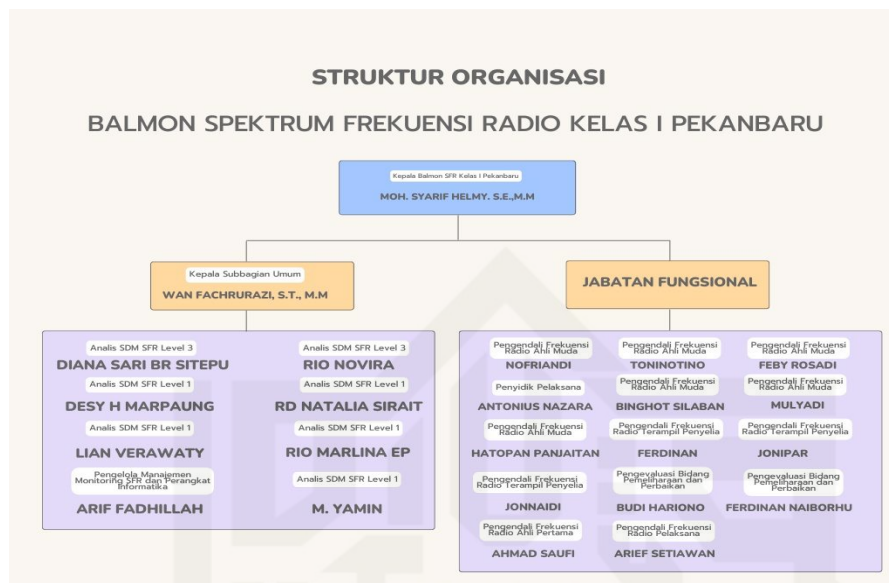 STRUKTUR ORGANISASI
BALMON SPEKTRUM FREKUENSI RADIO KELAS I PEKANBARU
Kepala Balmon SFR Kelas I Pekanbaru
MOH. SYARIF HELMY. S.E.,M.M
Kepala Subbagian Umum
WAN FACHRURAZI, S.T., M.M
JABATAN FUNGSIONAL
Analis SDM SFR Level 3
DIANA SARI BR SITEPU
Analis SDM SFR Level 3
RIO NOVIRA
Analis SDM SFR Level 1
DESY H MARPAUNG
Analis SDM SFR Level 1
RD NATALIA SIRAIT
Analis SDM SFR Level 1
LIAN VERAWATY
Analis SDM SFR Level 1
RIO MARLINA EP
Pengelola Manajemen
Monitoring SFR dan Perangkat
Informatika
ARIF FADHILLAH
Analis SDM SFR Level 1
M. YAMIN
Pengendali Frekuensi
Radio Ahli Muda
NOFRIANDI
Pengendali Frekuensi
Radio Ahli Muda
TONINOTINO
Pengendali Frekuensi
Radio Ahli Muda
FEBY ROSADI
Penyidik Pelaksana
ANTONIUS NAZARA
Pengendali Frekuensi
Radio Ahli Muda
BINGHOT SILABAN
Pengendali Frekuensi
Radio Ahli Muda
MULYADI
Pengendali Frekuensi
Radio Ahli Muda
HATOPAN PANJAITAN
Pengendali Frekuensi
Radio Terampil Penyelia
FERDINAN
Pengendali Frekuensi
Radio Terampil Penyelia
JONIPAR
Pengendali Frekuensi
Radio Terampil Penyelia
JONNAIDI
Pengevaluasi Bidang
Pemeliharaan dan
Perbaikan
BUDI HARIONO
Pengevaluasi Bidang
Pemeliharaan dan
Perbaikan
FERDINAN NAIBORHU
Pengendali Frekuensi
Radio Ahli Pertama
AHMAD SAUFI
Pengendali Frekuensi
Radio Pelaksana
ARIEF SETIAWAN